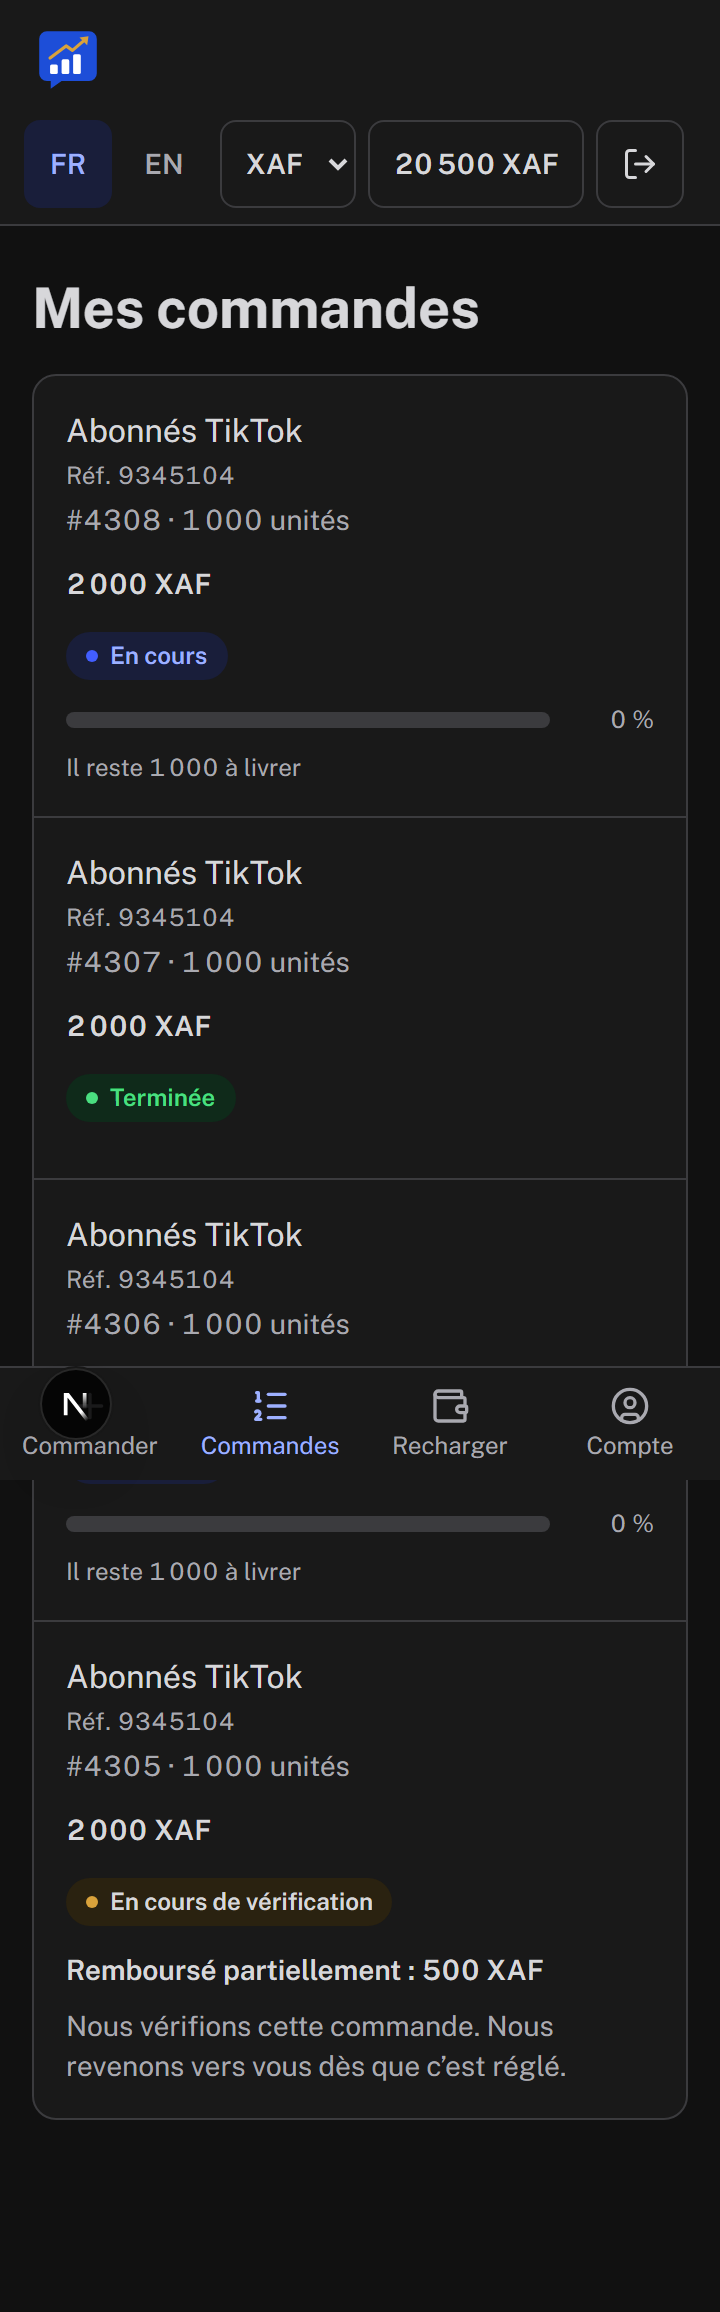 FR EN XAF 20 500 XAF
Mes commandes
Abonnés TikTok
Réf. 9345104
#4308 · 1 000 unités
2 000 XAF
En cours
0 %
Il reste 1 000 à livrer
Abonnés TikTok
Réf. 9345104
#4307 · 1 000 unités
2 000 XAF
Terminée
Abonnés TikTok
Réf. 9345104
#4306 · 1 000 unités
N
Commander Commandes Recharger Compte
0 %
Il reste 1 000 à livrer
Abonnés TikTok
Réf. 9345104
#4305 · 1 000 unités
2 000 XAF
En cours de vérification
Remboursé partiellement : 500 XAF
Nous vérifions cette commande. Nous
revenons vers vous dès que c’est réglé.